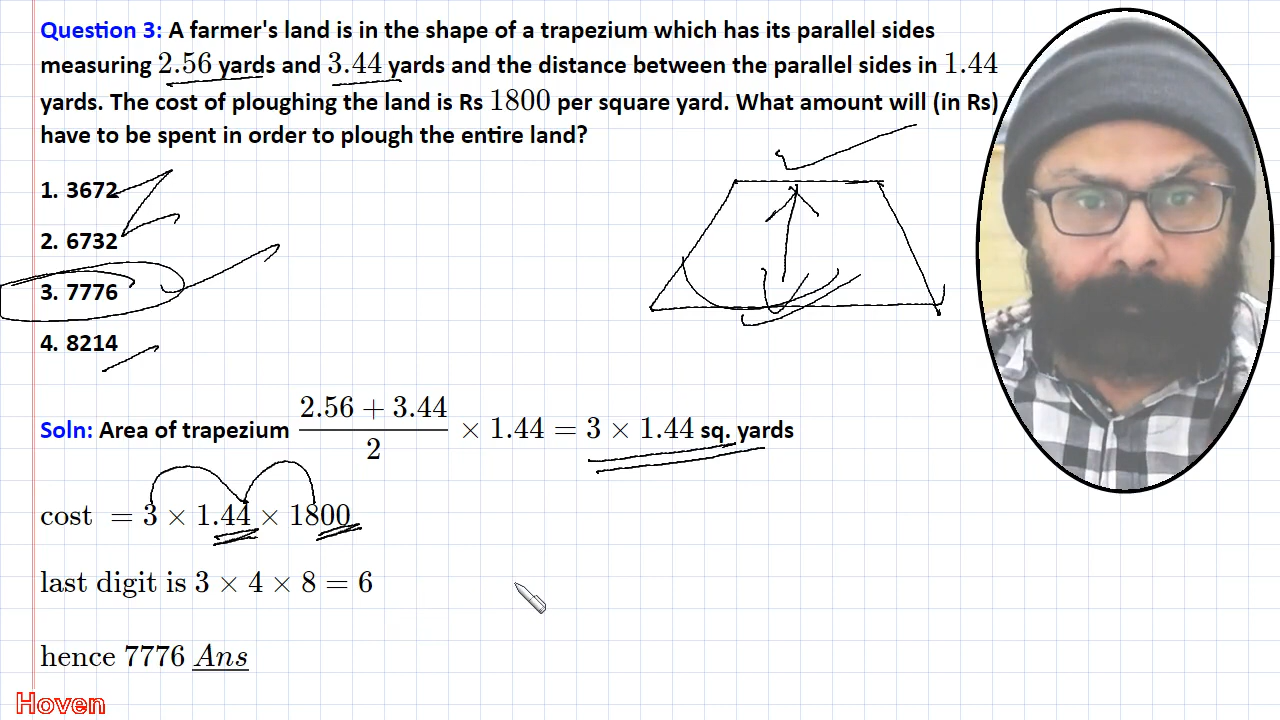 Question 3: A farmer's land is in the shape of a trapezium which has its parallel sides
measuring 2.56 yards and 3.44 yards and the distance between the parallel sides in 1.44
yards. The cost of ploughing the land is Rs 1800 per square yard. What amount will (in Rs)
have to be spent in order to plough the entire land?
1. 3672
2. 6732
3. 7776
4. 8214
Soln: Area of trapezium (2.56 + 3.44)/2 × 1.44 = 3 × 1.44 sq. yards
cost = 3 × 1.44 × 1800
last digit is 3 × 4 × 8 = 6
hence 7776 Ans
Hoven